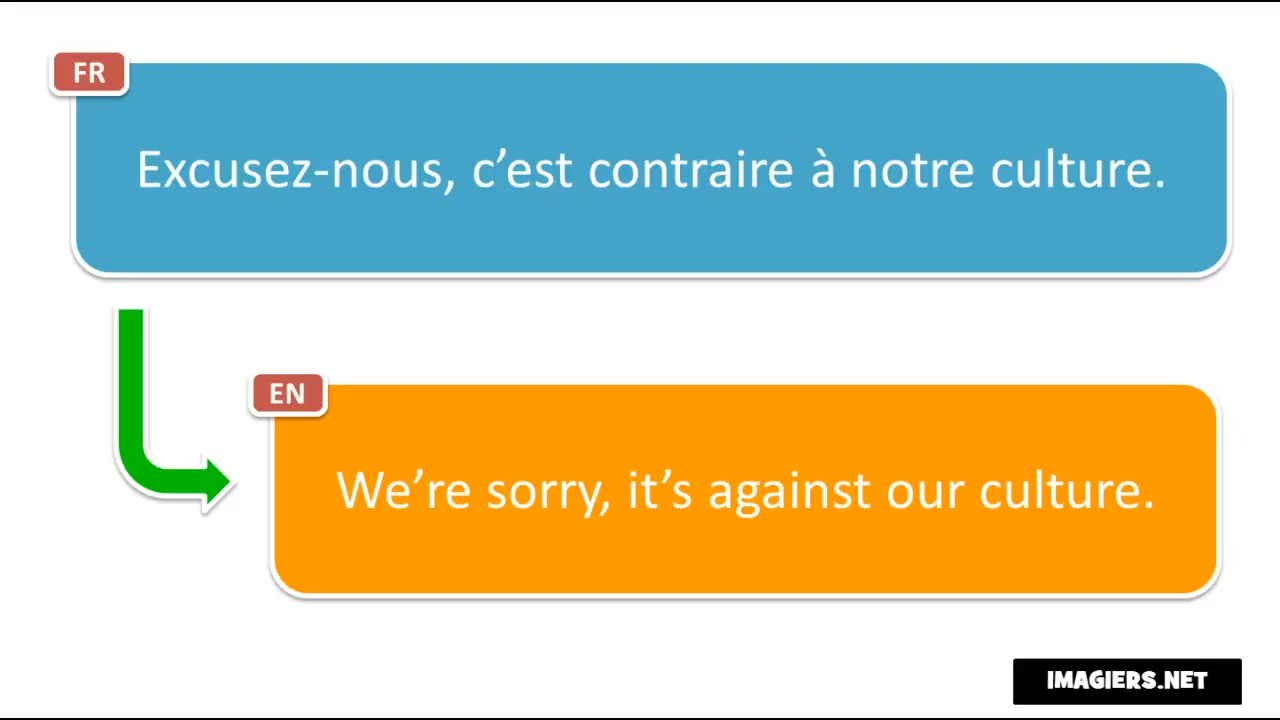 FR
Excusez-nous, c’est contraire à notre culture.
EN
We’re sorry, it’s against our culture.
IMAGIERS.NET